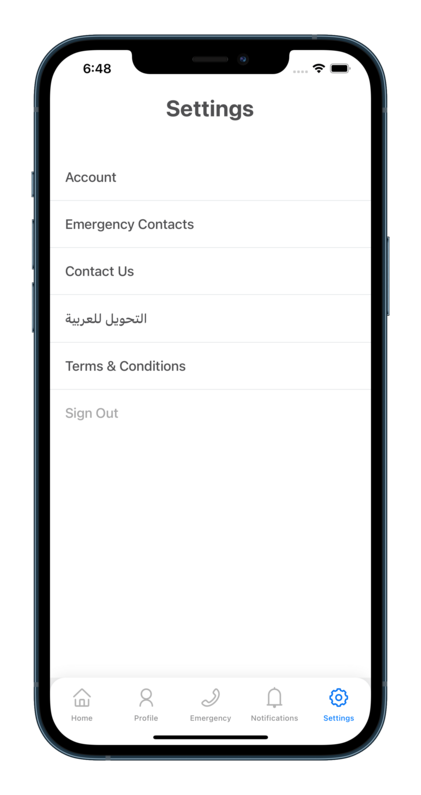 6:48
Settings
Account
Emergency Contacts
Contact Us
التحويل للعربية
Terms & Conditions
Sign Out
Home
Profile
Emergency
Notifications
Settings